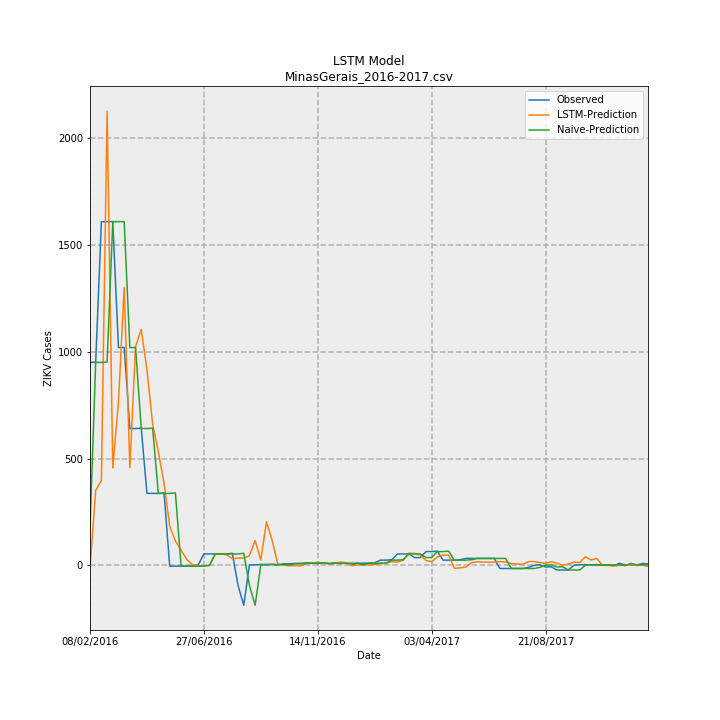 LSTM Model
MinasGerais_2016-2017.csv
Observed
LSTM-Prediction
Naive-Prediction
ZIKV Cases
2000
1500
1000
500
0
08/02/2016
27/06/2016
14/11/2016
03/04/2017
21/08/2017
Date